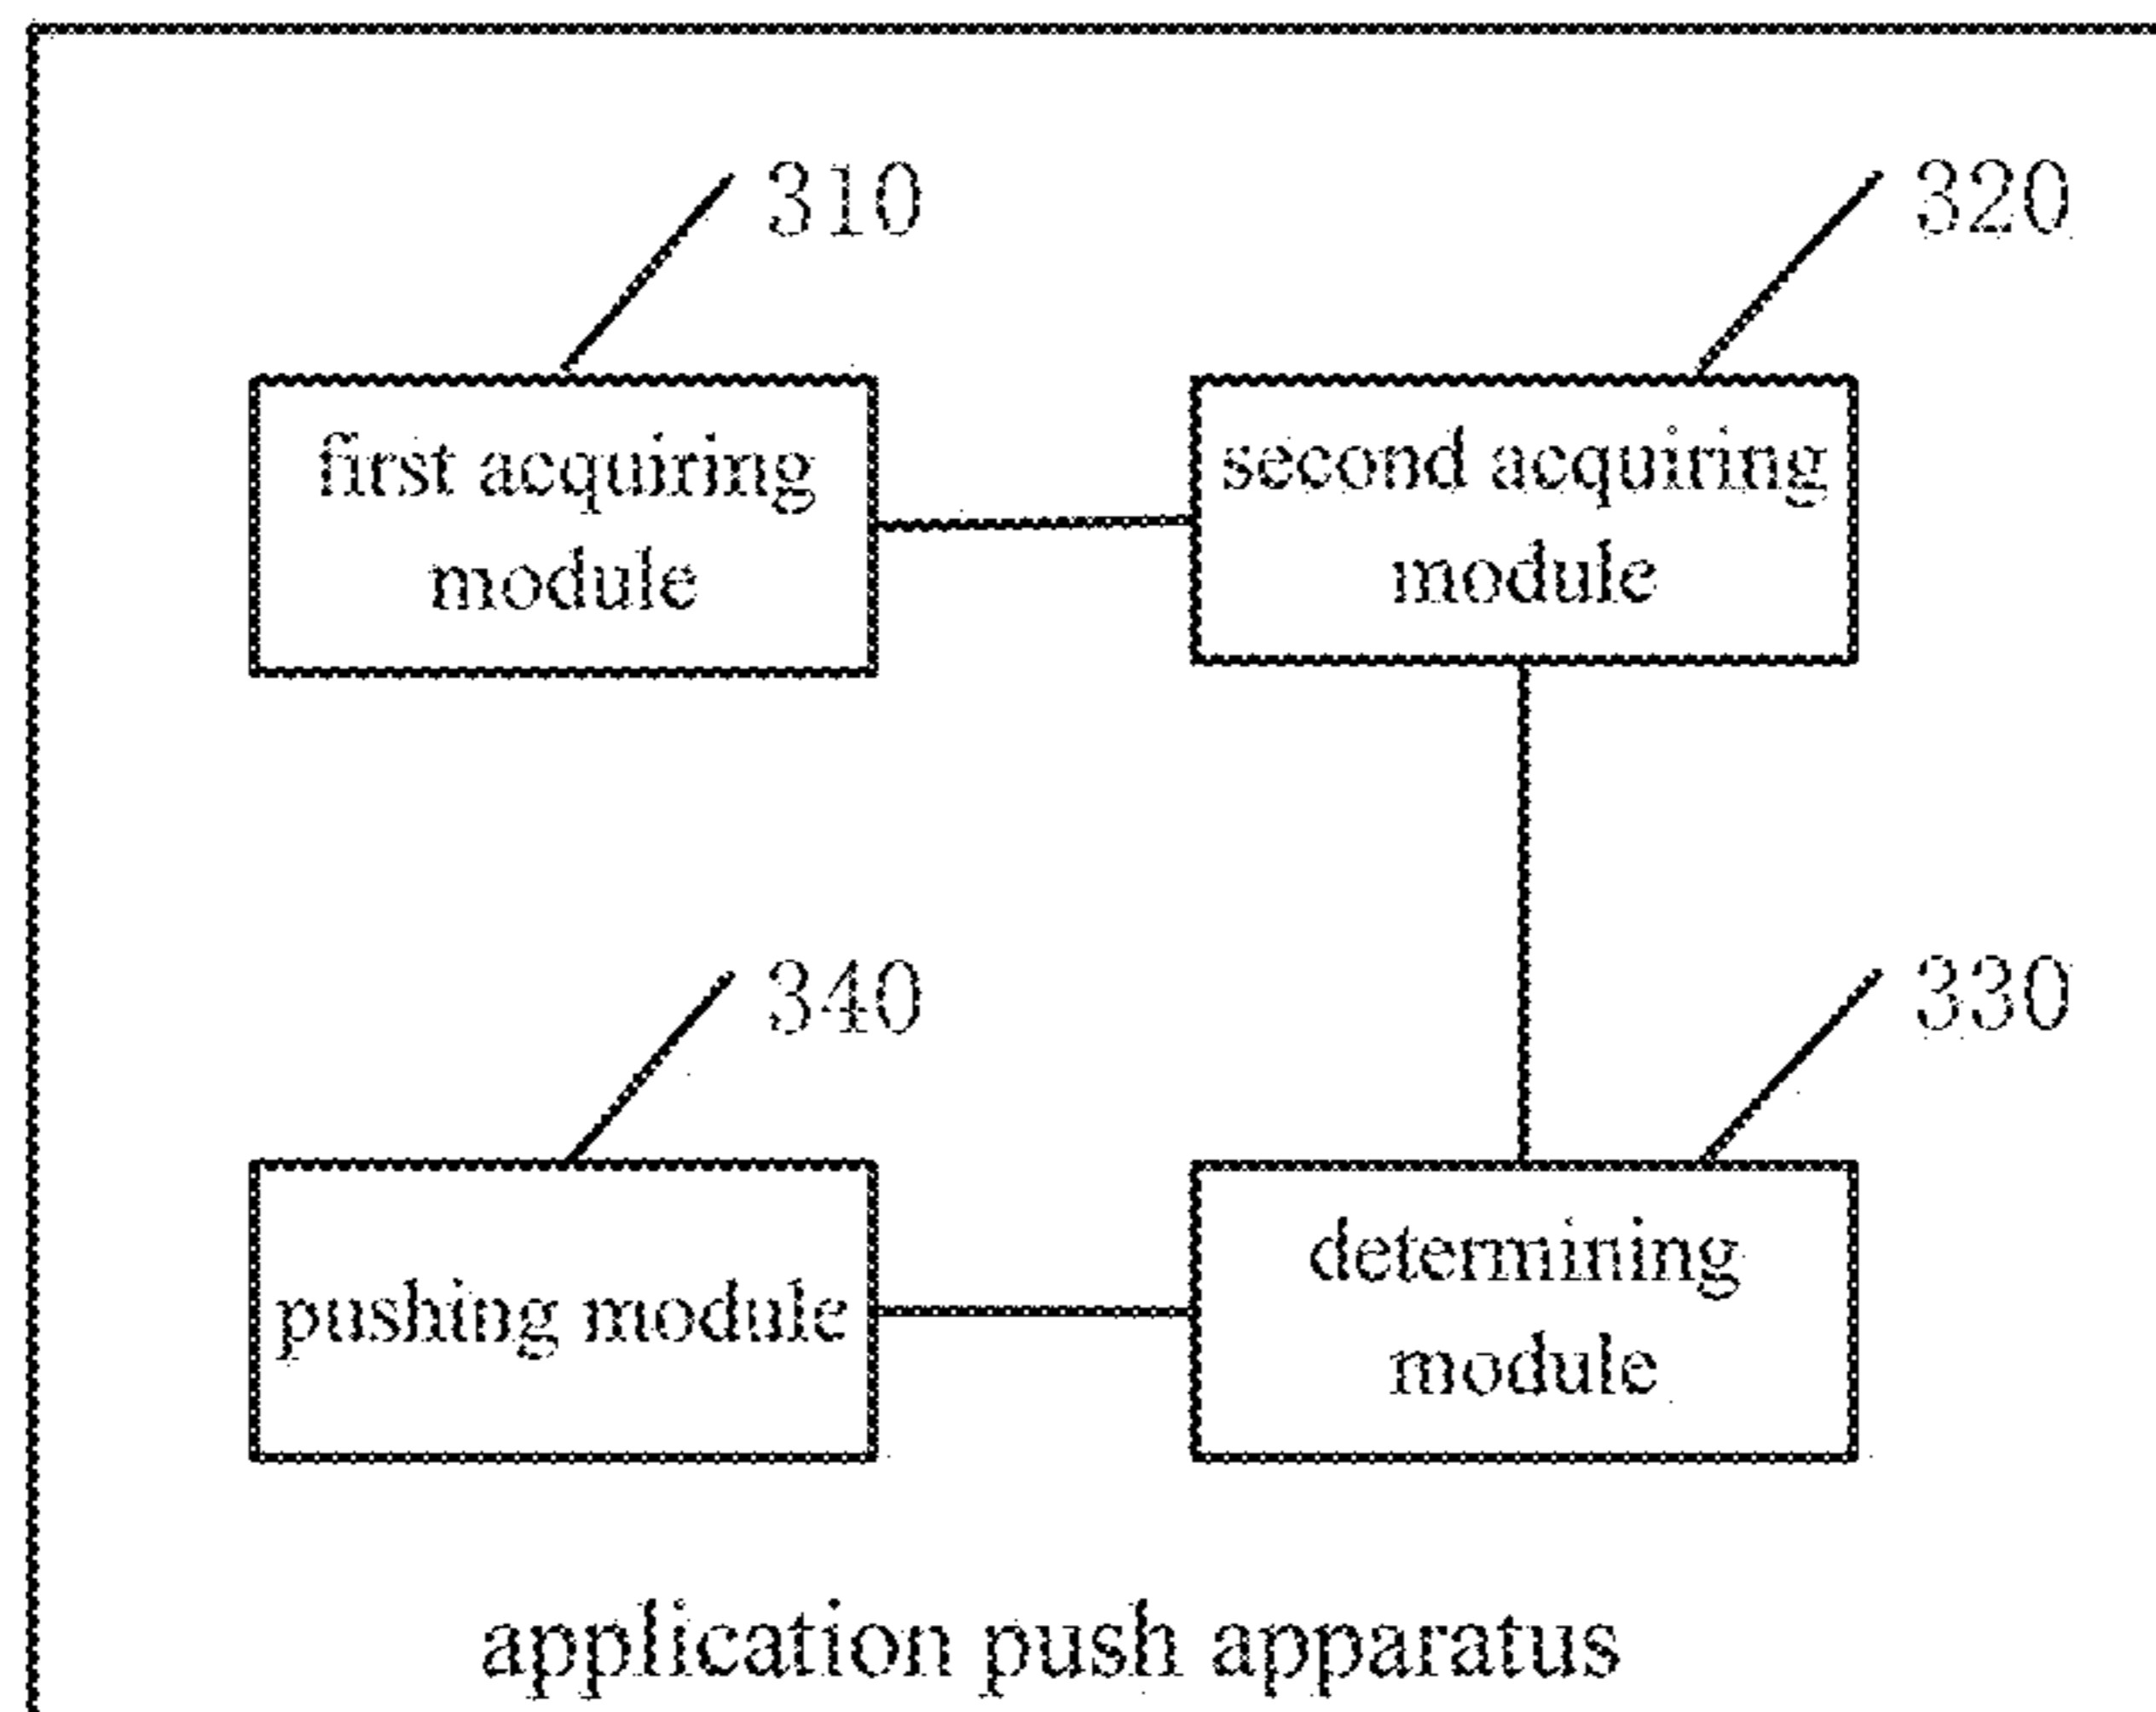 310
320
first acquiring
module
second acquiring
module
340
330
pushing module
determining
module
application push apparatus